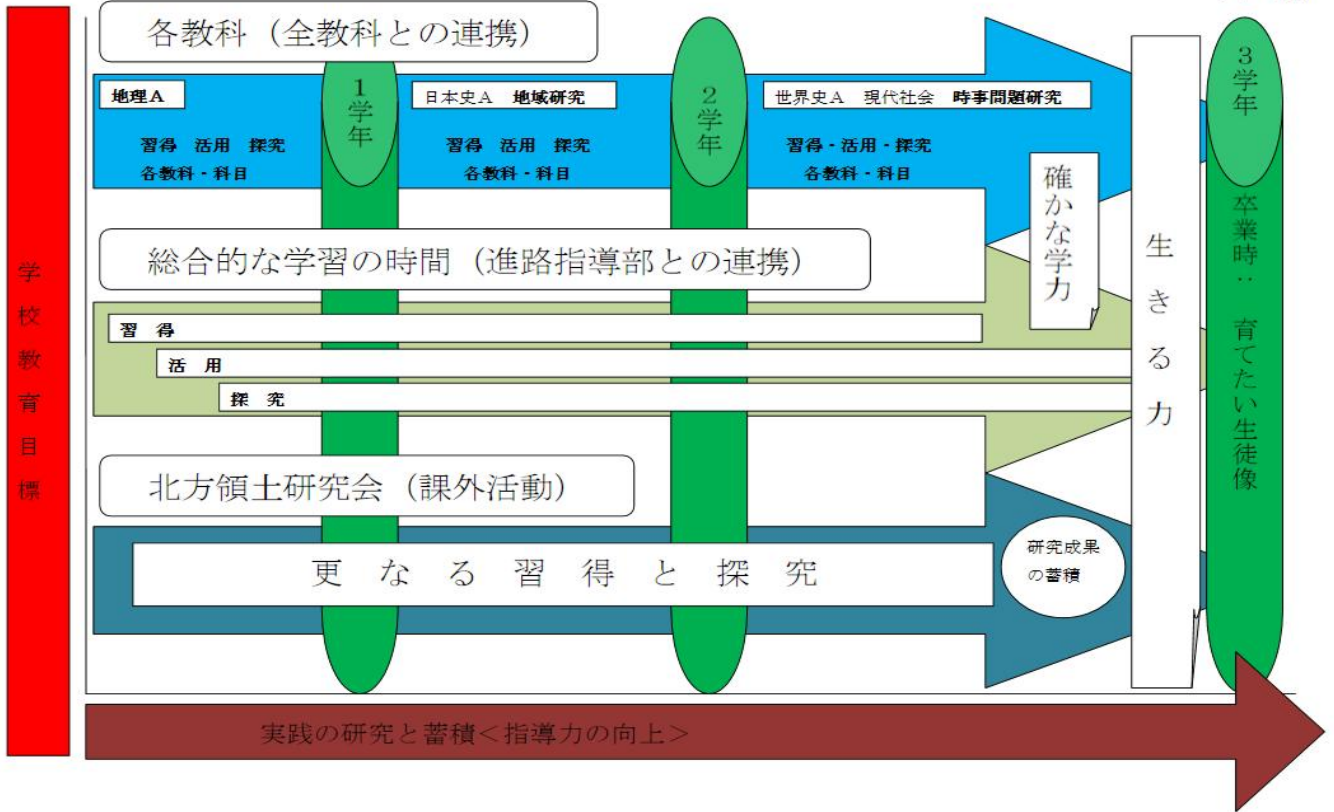 学校教育目標
各教科（全教科との連携）
1学年
2学年
3学年
地理A
日本史A 地域研究
世界史A 現代社会 時事問題研究
習得 活用 探究
各教科・科目
習得 活用 探究
各教科・科目
習得・活用・探究
各教科・科目
確かな学力
生きる力
卒業時：育てたい生徒像
総合的な学習の時間（進路指導部との連携）
習 得
活 用
探 究
北方領土研究会（課外活動）
更なる習得と探究
研究成果
の蓄積
実践の研究と蓄積＜指導力の向上＞